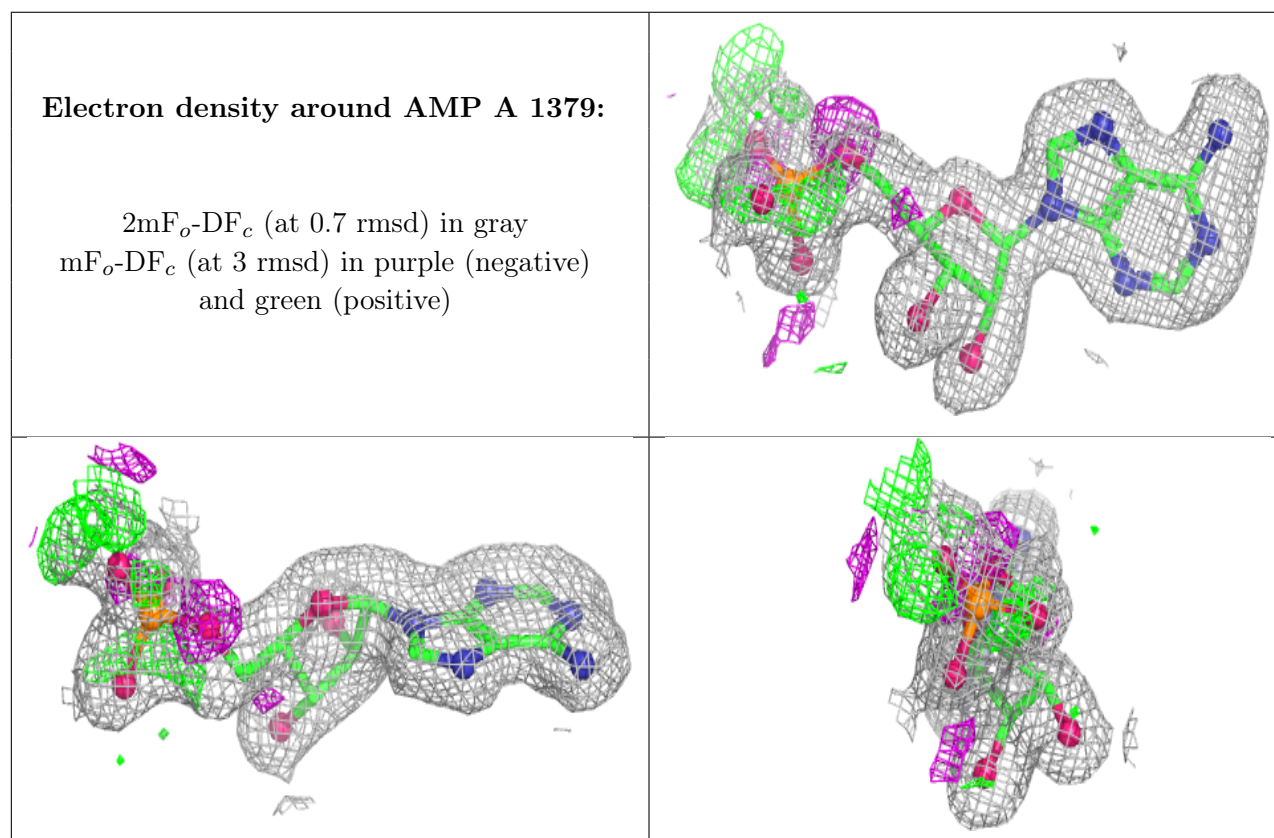 Electron density around AMP A 1379:
2mFₒ-DF𝒸 (at 0.7 rmsd) in gray
mFₒ-DF𝒸 (at 3 rmsd) in purple (negative)
and green (positive)